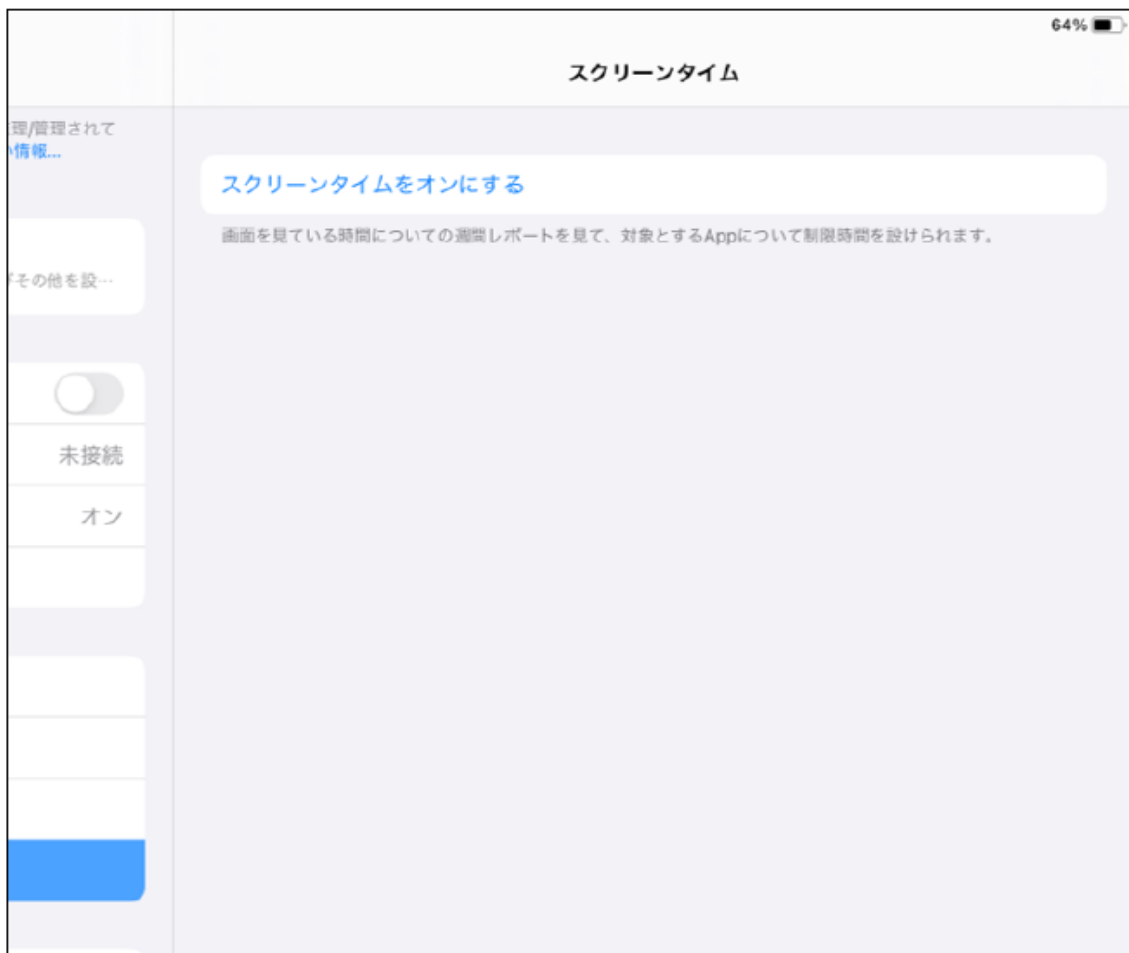 64%
スクリーンタイム
理/管理されて
い情報...
スクリーンタイムをオンにする
画面を見ている時間についての週間レポートを見て、対象とするAppについて制限時間を設けられます。
びその他を設…
未接続
オン